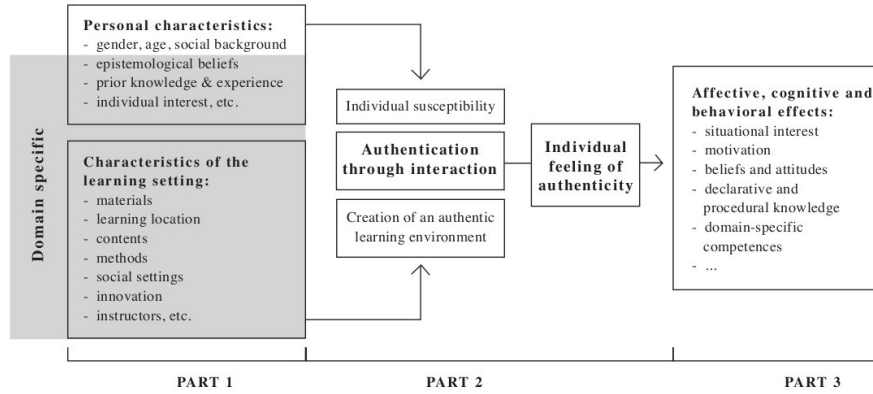 Personal characteristics:
- gender, age, social background
- epistemological beliefs
- prior knowledge & experience
- individual interest, etc.
Domain specific
Characteristics of the
learning setting:
- materials
- learning location
- contents
- methods
- social settings
- innovation
- instructors, etc.
Individual susceptibility
Authentication
through interaction
Creation of an authentic
learning environment
Individual
feeling of
authenticity
Affective, cognitive and
behavioral effects:
- situational interest
- motivation
- beliefs and attitudes
- declarative and
procedural knowledge
- domain-specific
competences
- ...
PART 1
PART 2
PART 3